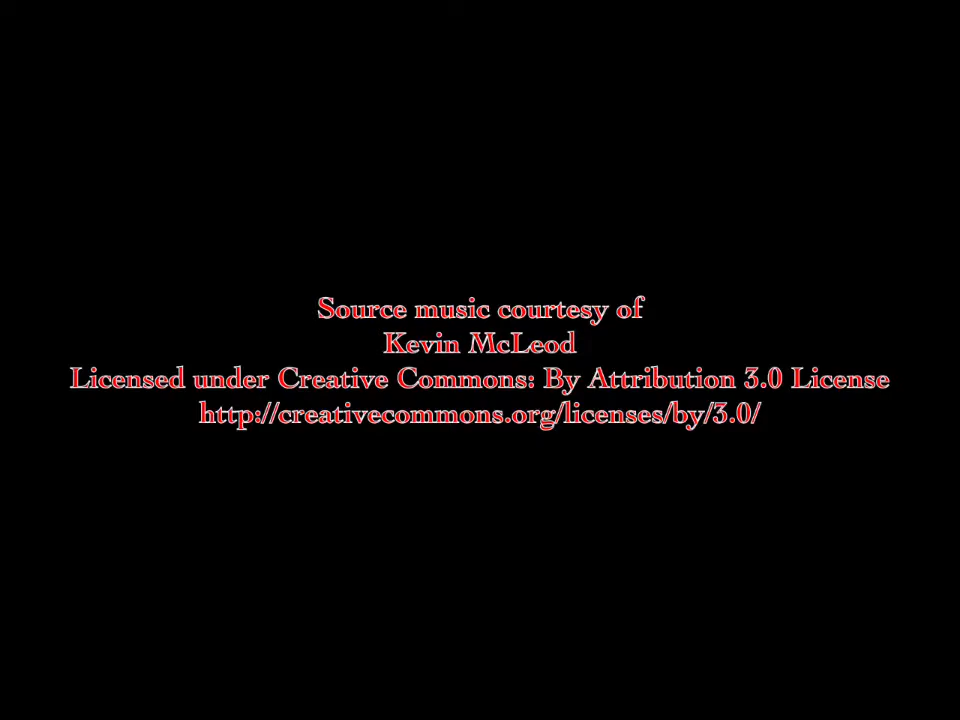 Source music courtesy of
Kevin McLeod
Licensed under Creative Commons: By Attribution 3.0 License
http://creativecommons.org/licenses/by/3.0/